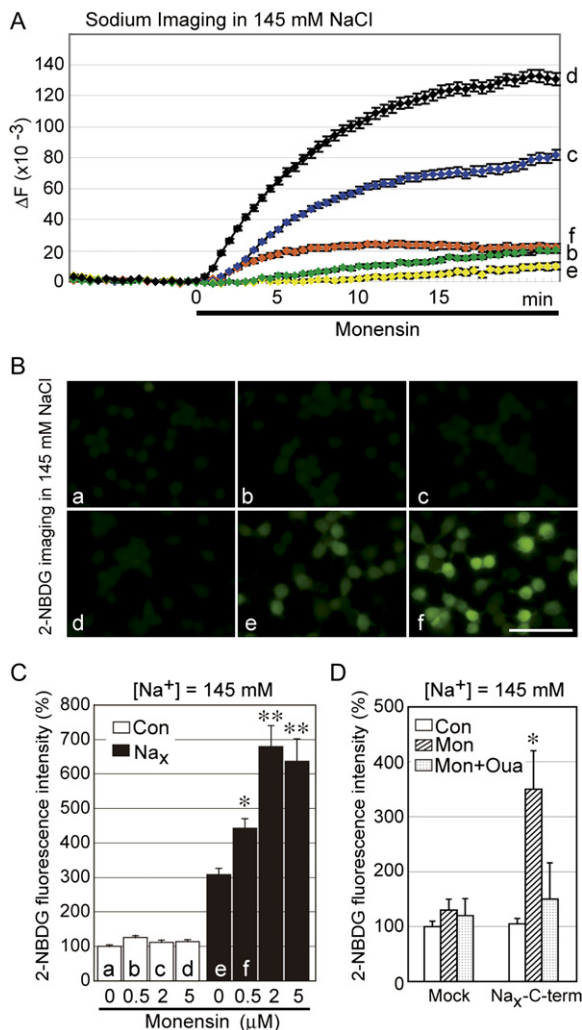 A
Sodium Imaging in 145 mM NaCl
ΔF (x10 -3)
140
120
100
80
60
40
20
0
d
c
f
b
e
0 5 10 15 min
Monensin
B
2-NBDG imaging in 145 mM NaCl
a b c
d e f
C
[Na+] = 145 mM
2-NBDG fluorescence intensity (%)
800
700
600
500
400
300
200
100
0
Con
Nax
* ** **
a b c d e f
0 0.5 2 5 0 0.5 2 5
Monensin (μM)
D
[Na+] = 145 mM
2-NBDG fluorescence intensity (%)
500
400
300
200
100
0
Con
Mon
Mon+Oua
*
Mock Nax-C-term